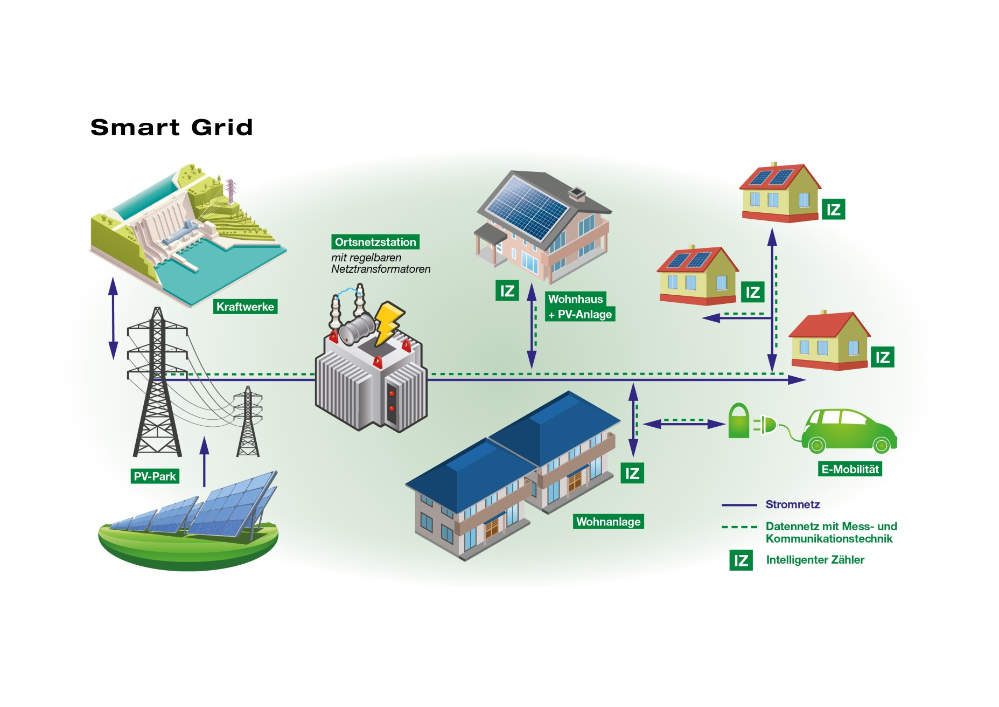 Smart Grid
Kraftwerke
Ortsnetzstation
mit regelbaren
Netztransformatoren
IZ
Wohnhaus
+ PV-Anlage
IZ
IZ
IZ
PV-Park
IZ
Wohnanlage
E-Mobilität
Stromnetz
Datennetz mit Mess- und
Kommunikationstechnik
IZ
Intelligenter Zähler